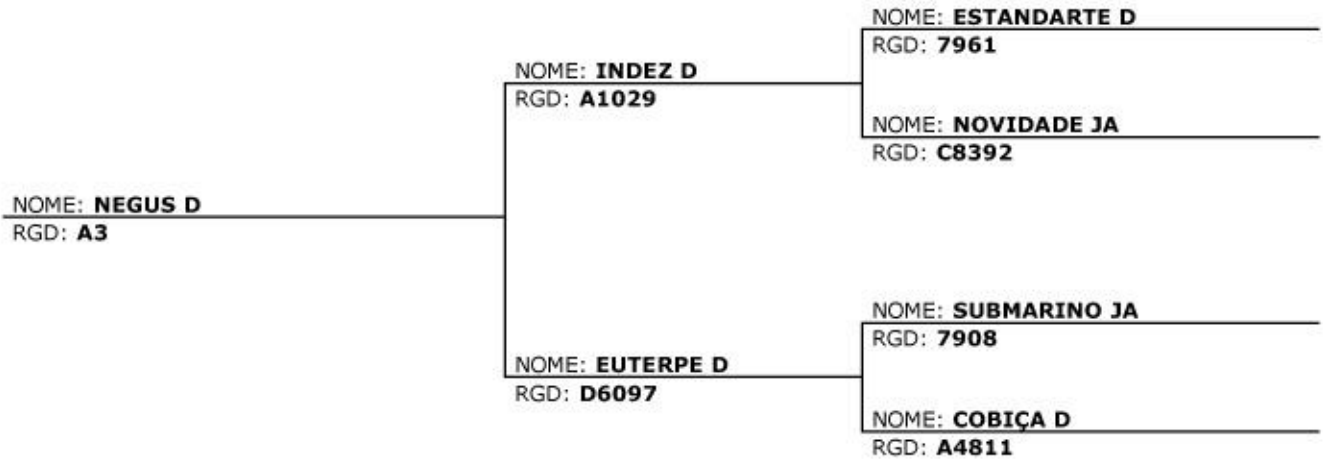 NOME: ESTANDARTE D
RGD: 7961
NOME: INDEZ D
RGD: A1029
NOME: NOVIDADE JA
RGD: C8392
NOME: NEGUS D
RGD: A3
NOME: SUBMARINO JA
RGD: 7908
NOME: EUTERPE D
RGD: D6097
NOME: COBIÇA D
RGD: A4811